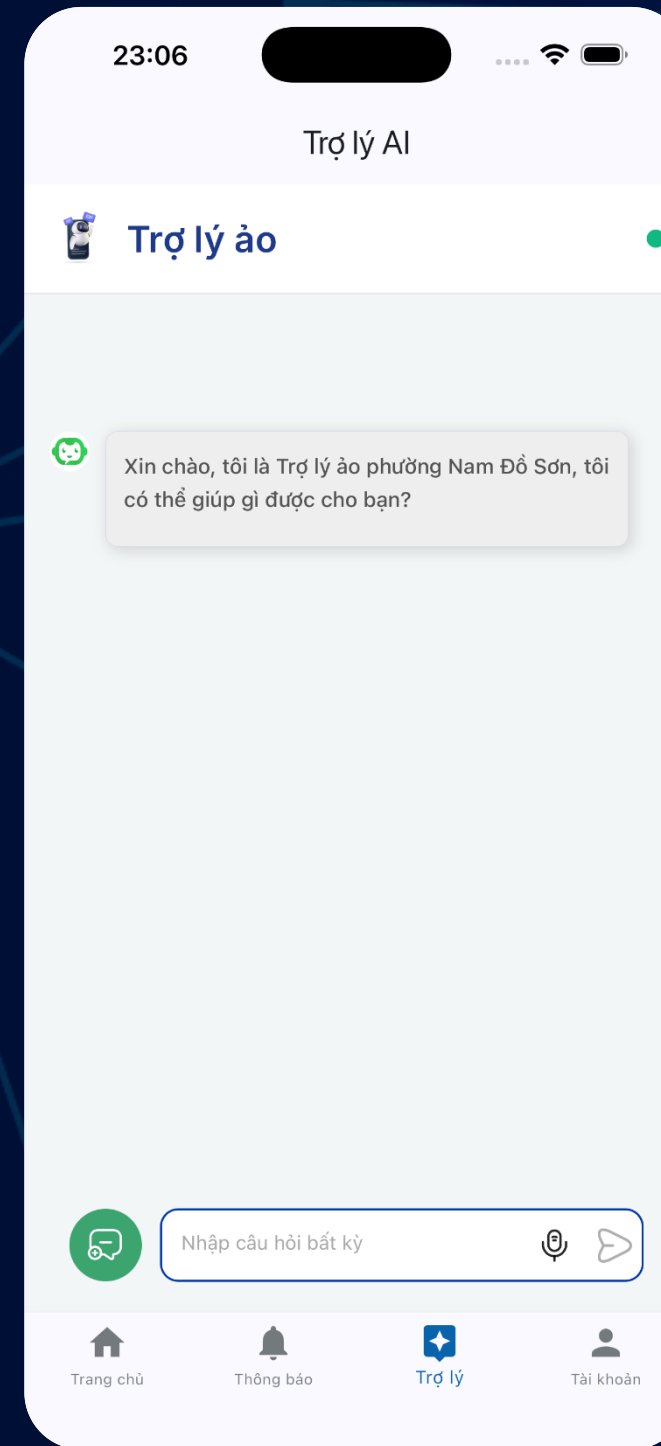 23:06
Trợ lý AI
Trợ lý ảo
Xin chào, tôi là Trợ lý ảo phường Nam Đồ Sơn, tôi
có thể giúp gì được cho bạn?
Nhập câu hỏi bất kỳ
Trang chủ
Thông báo
Trợ lý
Tài khoản